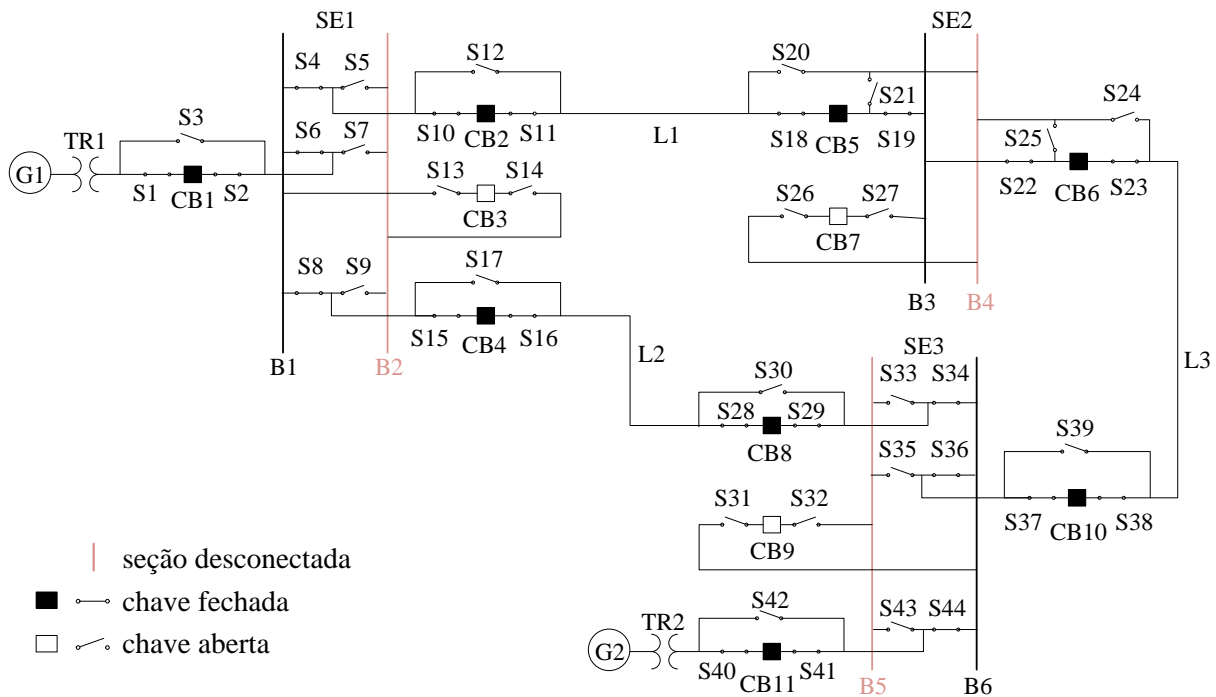 SE1
SE2
S12
S20
S4 S5
S3
S6 S7
S10 CB2 S11
L1
S18 CB5 S21 S19
S24
S25
TR1
G1
S1 CB1 S2
S13 S14
CB3
S22 CB6 S23
S26 S27
CB7
S8 S9
S17
S15 CB4 S16
B1 B2
B3 B4
L2
SE3
L3
S30
S33 S34
S28 S29
CB8
S35 S36
S39
S31 S32
CB9
S37 CB10 S38
S42
S43 S44
TR2
G2
S40 CB11 S41
B5 B6
seção desconectada
chave fechada
chave aberta